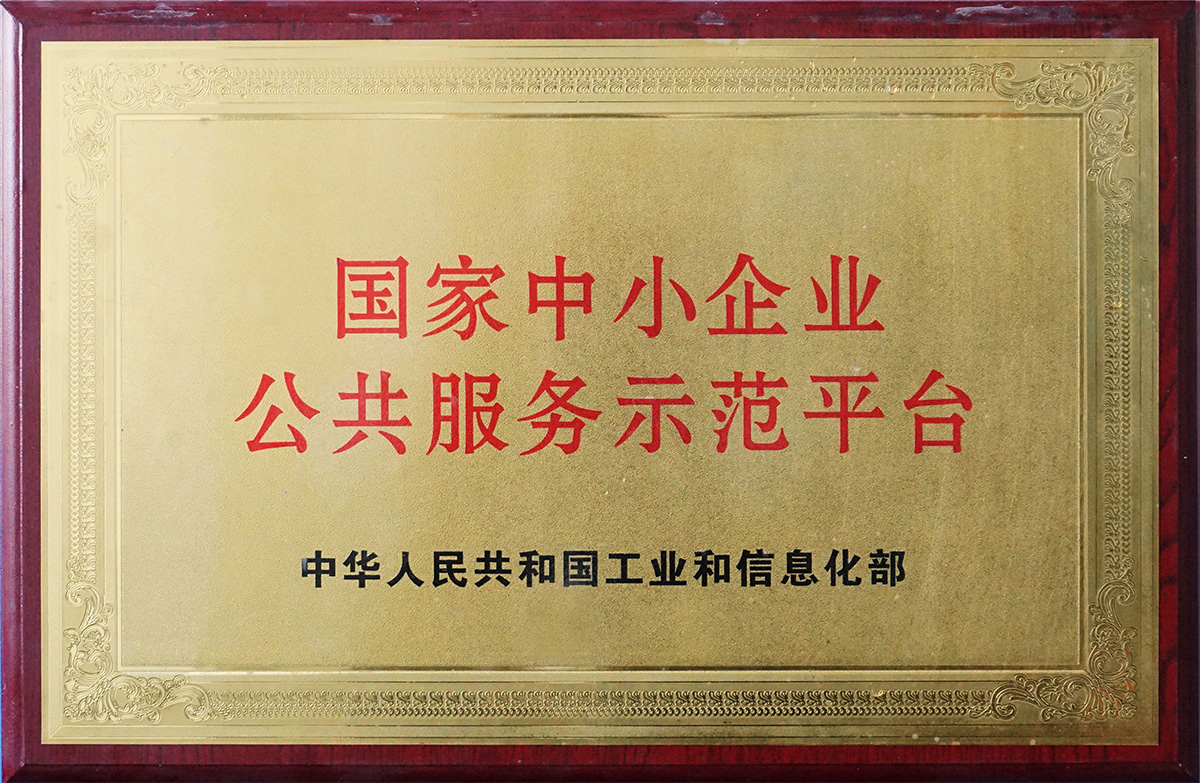 国家中小企业
公共服务示范平台
中华人民共和国工业和信息化部